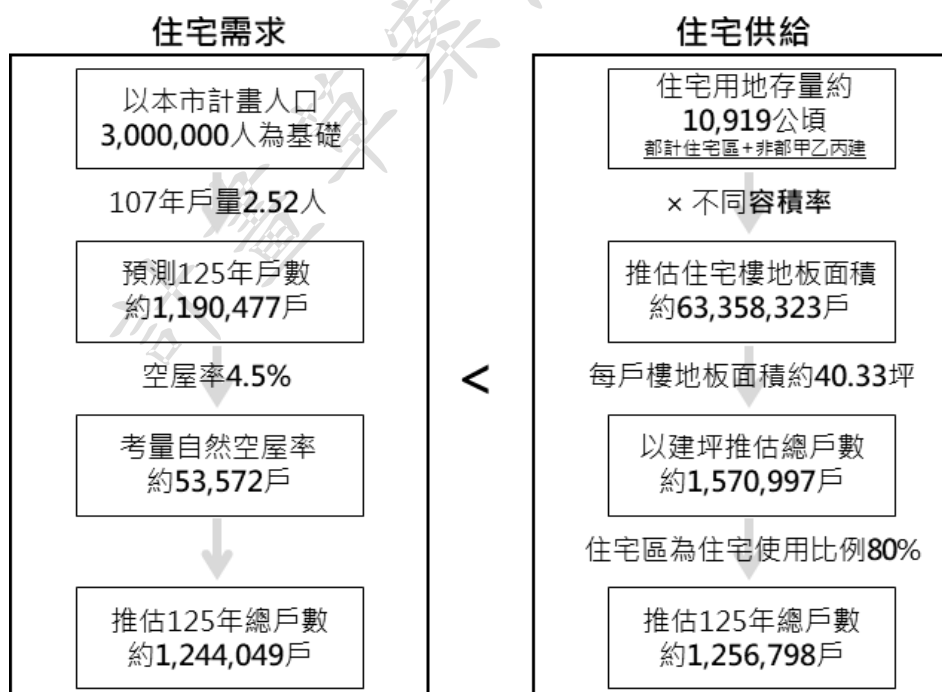 住宅需求
以本市計畫人口
3,000,000人為基礎
107年戶量2.52人
預測125年戶數
約1,190,477戶
空屋率4.5%
考量自然空屋率
約53,572戶
推估125年總戶數
約1,244,049戶
<
住宅供給
住宅用地存量約
10,919公頃
都計住宅區+非都甲乙丙建
× 不同容積率
推估住宅樓地板面積
約63,358,323戶
每戶樓地板面積約40.33坪
以建坪推估總戶數
約1,570,997戶
住宅區為住宅使用比例80%
推估125年總戶數
約1,256,798戶
計畫草案